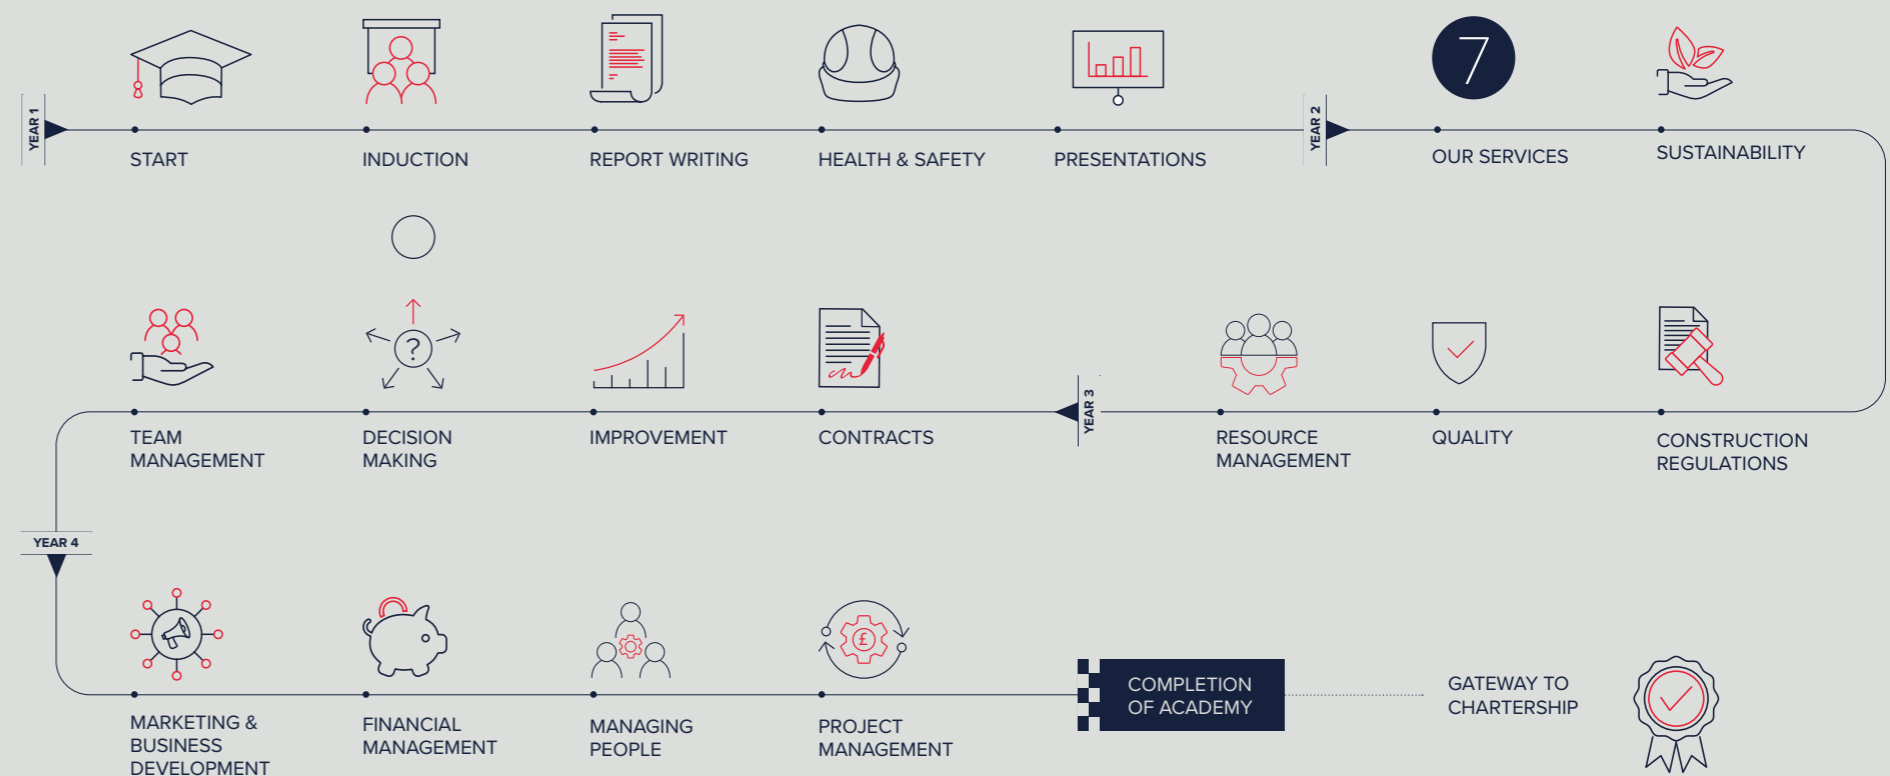 YEAR 1
START
INDUCTION
REPORT WRITING
HEALTH & SAFETY
PRESENTATIONS
YEAR 2
7
OUR SERVICES
SUSTAINABILITY
CONSTRUCTION
REGULATIONS
QUALITY
RESOURCE
MANAGEMENT
YEAR 3
CONTRACTS
IMPROVEMENT
?
DECISION
MAKING
TEAM
MANAGEMENT
YEAR 4
MARKETING &
BUSINESS
DEVELOPMENT
FINANCIAL
MANAGEMENT
MANAGING
PEOPLE
£
PROJECT
MANAGEMENT
COMPLETION
OF ACADEMY
GATEWAY TO
CHARTERSHIP